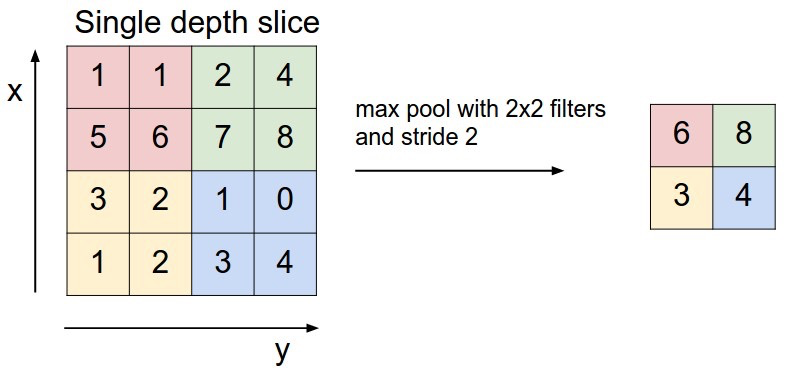 Single depth slice
x
1 1 2 4
5 6 7 8
3 2 1 0
1 2 3 4
y
max pool with 2x2 filters
and stride 2
6 8
3 4